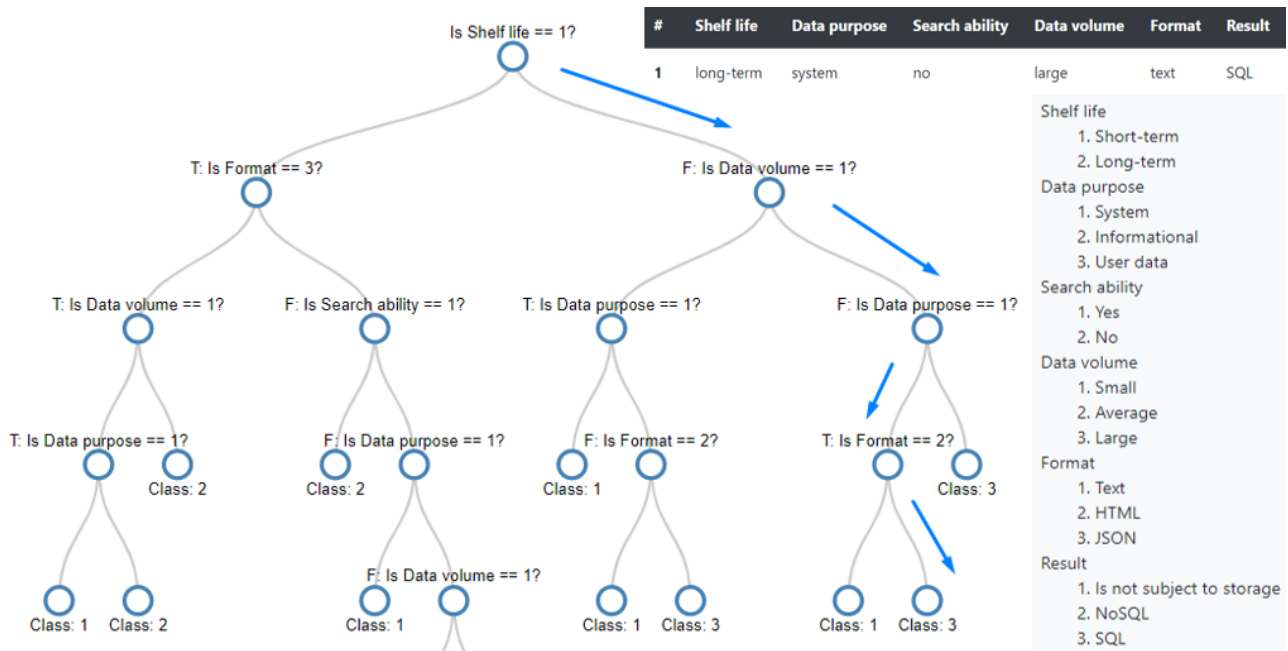 Is Shelf life == 1?
# Shelf life Data purpose Search ability Data volume Format Result
1 long-term system no large text SQL
T: Is Format == 3?
F: Is Data volume == 1?
T: Is Data volume == 1?
F: Is Search ability == 1?
T: Is Data purpose == 1?
F: Is Data purpose == 1?
T: Is Data purpose == 1?
Class: 2
F: Is Data purpose == 1?
Class: 2
F: Is Format == 2?
Class: 1
T: Is Format == 2?
Class: 3
Class: 1
Class: 2
F: Is Data volume == 1?
Class: 1
Class: 1
Class: 3
Class: 1
Class: 3
Shelf life
1. Short-term
2. Long-term
Data purpose
1. System
2. Informational
3. User data
Search ability
1. Yes
2. No
Data volume
1. Small
2. Average
3. Large
Format
1. Text
2. HTML
3. JSON
Result
1. Is not subject to storage
2. NoSQL
3. SQL